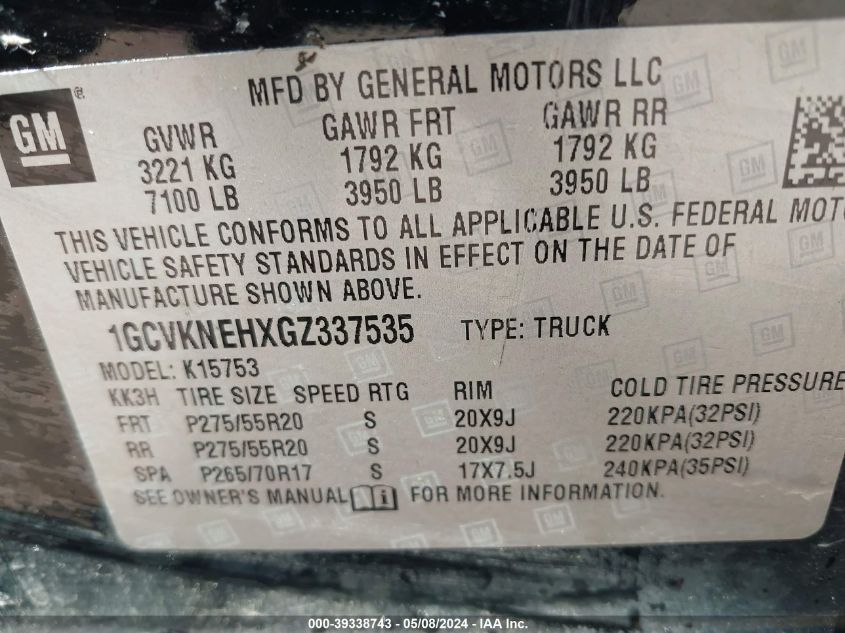 MFD BY GENERAL MOTORS LLC
GM ®
GVWR GAWR FRT GAWR RR
3221 KG 1792 KG 1792 KG
7100 LB 3950 LB 3950 LB
THIS VEHICLE CONFORMS TO ALL APPLICABLE U.S. FEDERAL MOT
VEHICLE SAFETY STANDARDS IN EFFECT ON THE DATE OF
MANUFACTURE SHOWN ABOVE.
1GCVKNEHXGZ337535 TYPE: TRUCK
MODEL: K15753
KK3H TIRE SIZE SPEED RTG RIM COLD TIRE PRESSURE
FRT P275/55R20 S 20X9J 220KPA(32PSI)
RR P275/55R20 S 20X9J 220KPA(32PSI)
SPA P265/70R17 S 17X7.5J 240KPA(35PSI)
SEE OWNER'S MANUAL i FOR MORE INFORMATION.
000-39338743 - 05/08/2024 - IAA Inc.